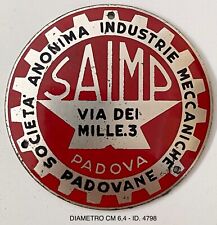 SOCIETA' ANONIMA INDUSTRIE MECCANICHE PADOVANE
SAIMP
VIA DEI
MILLE.3
PADOVA
DIAMETRO CM 6,4 - ID. 4798